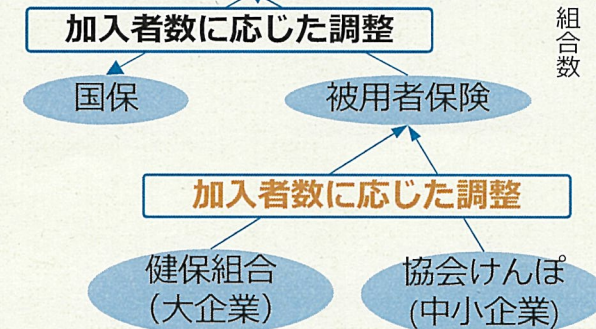 加入者数に応じた調整
組合数
国保
被用者保険
加入者数に応じた調整
健保組合
（大企業）
協会けんぽ
(中小企業)